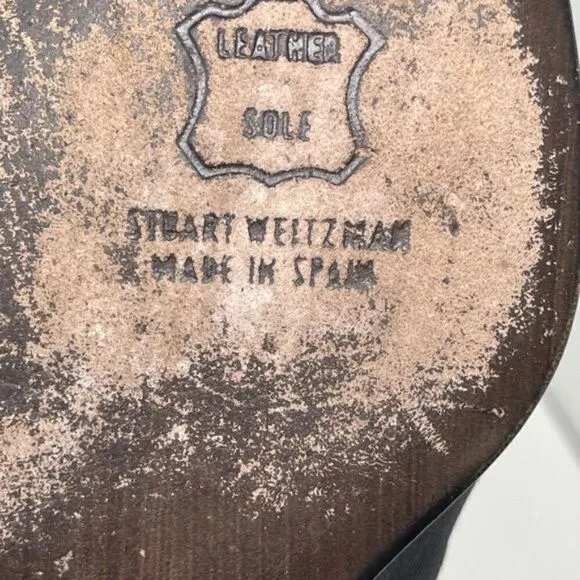 LEATHER
SOLE
STUART WEITZMAN
MADE IN SPAIN